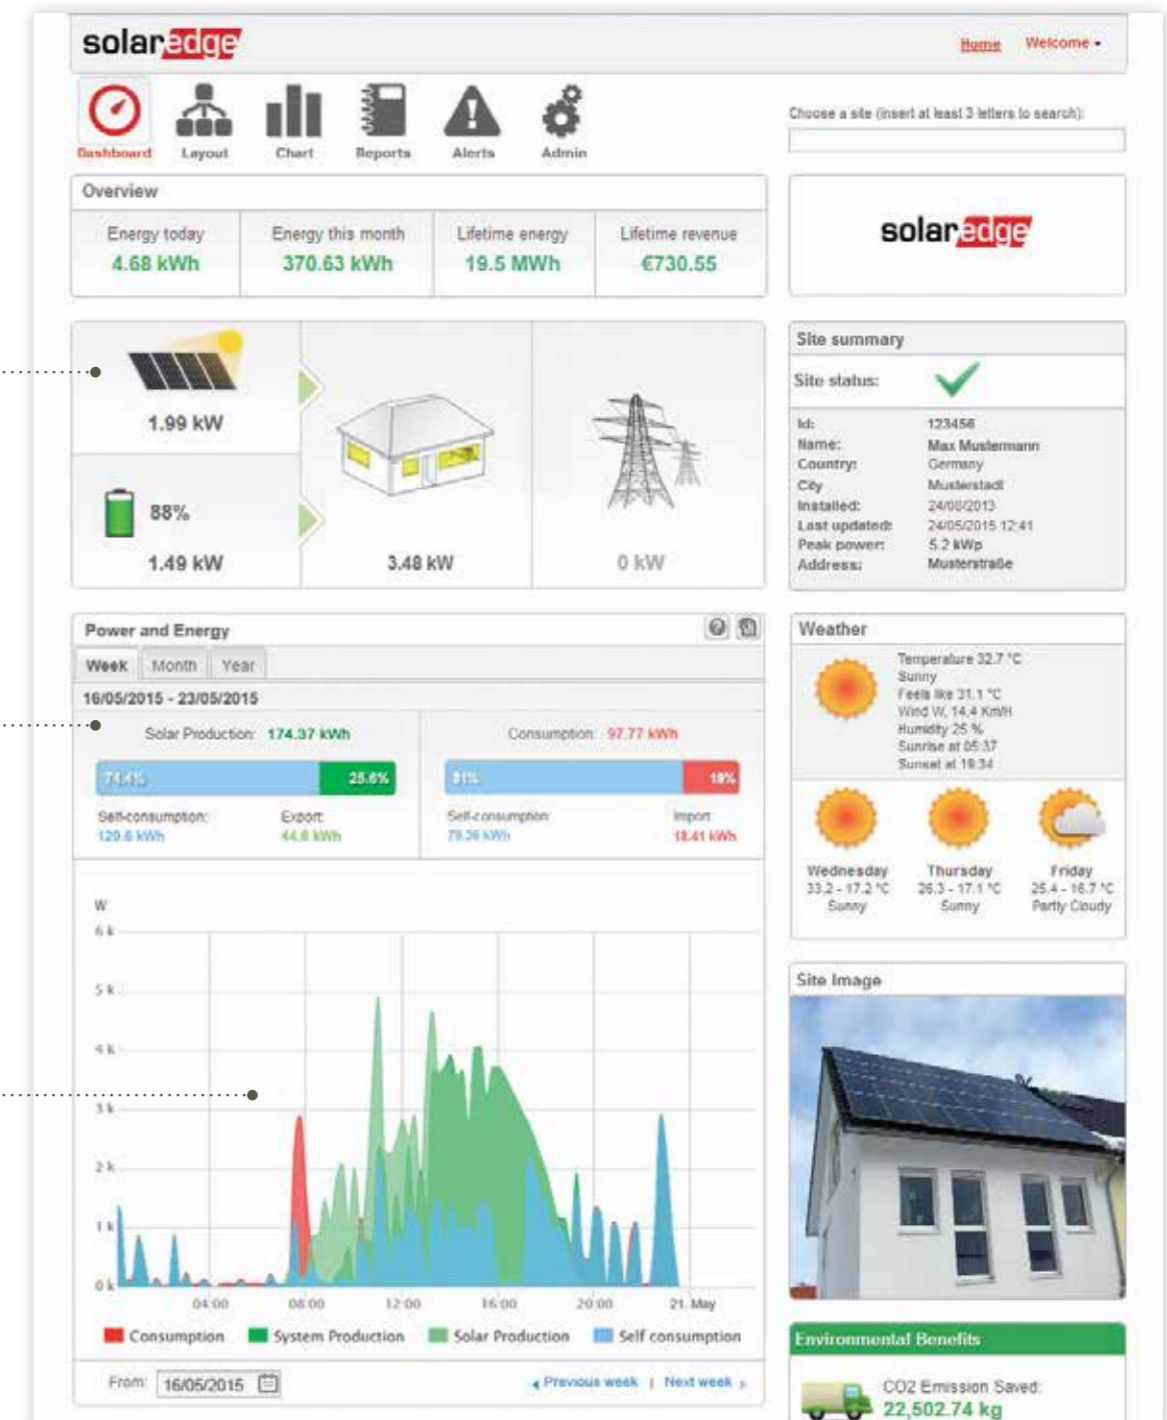 solaredge
Home Welcome
Dashboard Layout Chart Reports Alerts Admin
Choose a site (insert at least 3 letters to search):
Overview
Energy today Energy this month Lifetime energy Lifetime revenue
4.68 kWh 370.63 kWh 19.5 MWh €730.55
solaredge
1.99 kW
88%
1.49 kW 3.48 kW 0 kW
Site summary
Site status:
Id: 123456
Name: Max Mustermann
Country: Germany
City Musterstadt
Installed: 24/08/2013
Last updated: 24/05/2015 12:41
Peak power: 5.2 kWp
Address: Musterstraße
Power and Energy
Week Month Year
16/05/2015 - 23/05/2015
Solar Production: 174.37 kWh Consumption: 97.77 kWh
74.4% 25.6% 81% 19%
Self-consumption: Export: Self-consumption: Import:
129.6 kWh 44.8 kWh 79.36 kWh 18.41 kWh
W
6 k
5 k
4 k
3 k
2 k
1 k
0 k
04:00 08:00 12:00 16:00 20:00 21. May
Consumption System Production Solar Production Self consumption
From: 16/05/2015 Previous week | Next week
Weather
Temperature 32.7 °C
Sunny
Feels like 31.1 °C
Wind W, 14.4 Km/H
Humidity 25 %
Sunrise at 05:37
Sunset at 19:34
Wednesday Thursday Friday
33.2 - 17.2 °C 26.3 - 17.1 °C 25.4 - 16.7 °C
Sunny Sunny Partly Cloudy
Site Image
Environmental Benefits
CO2 Emission Saved:
22,502.74 kg